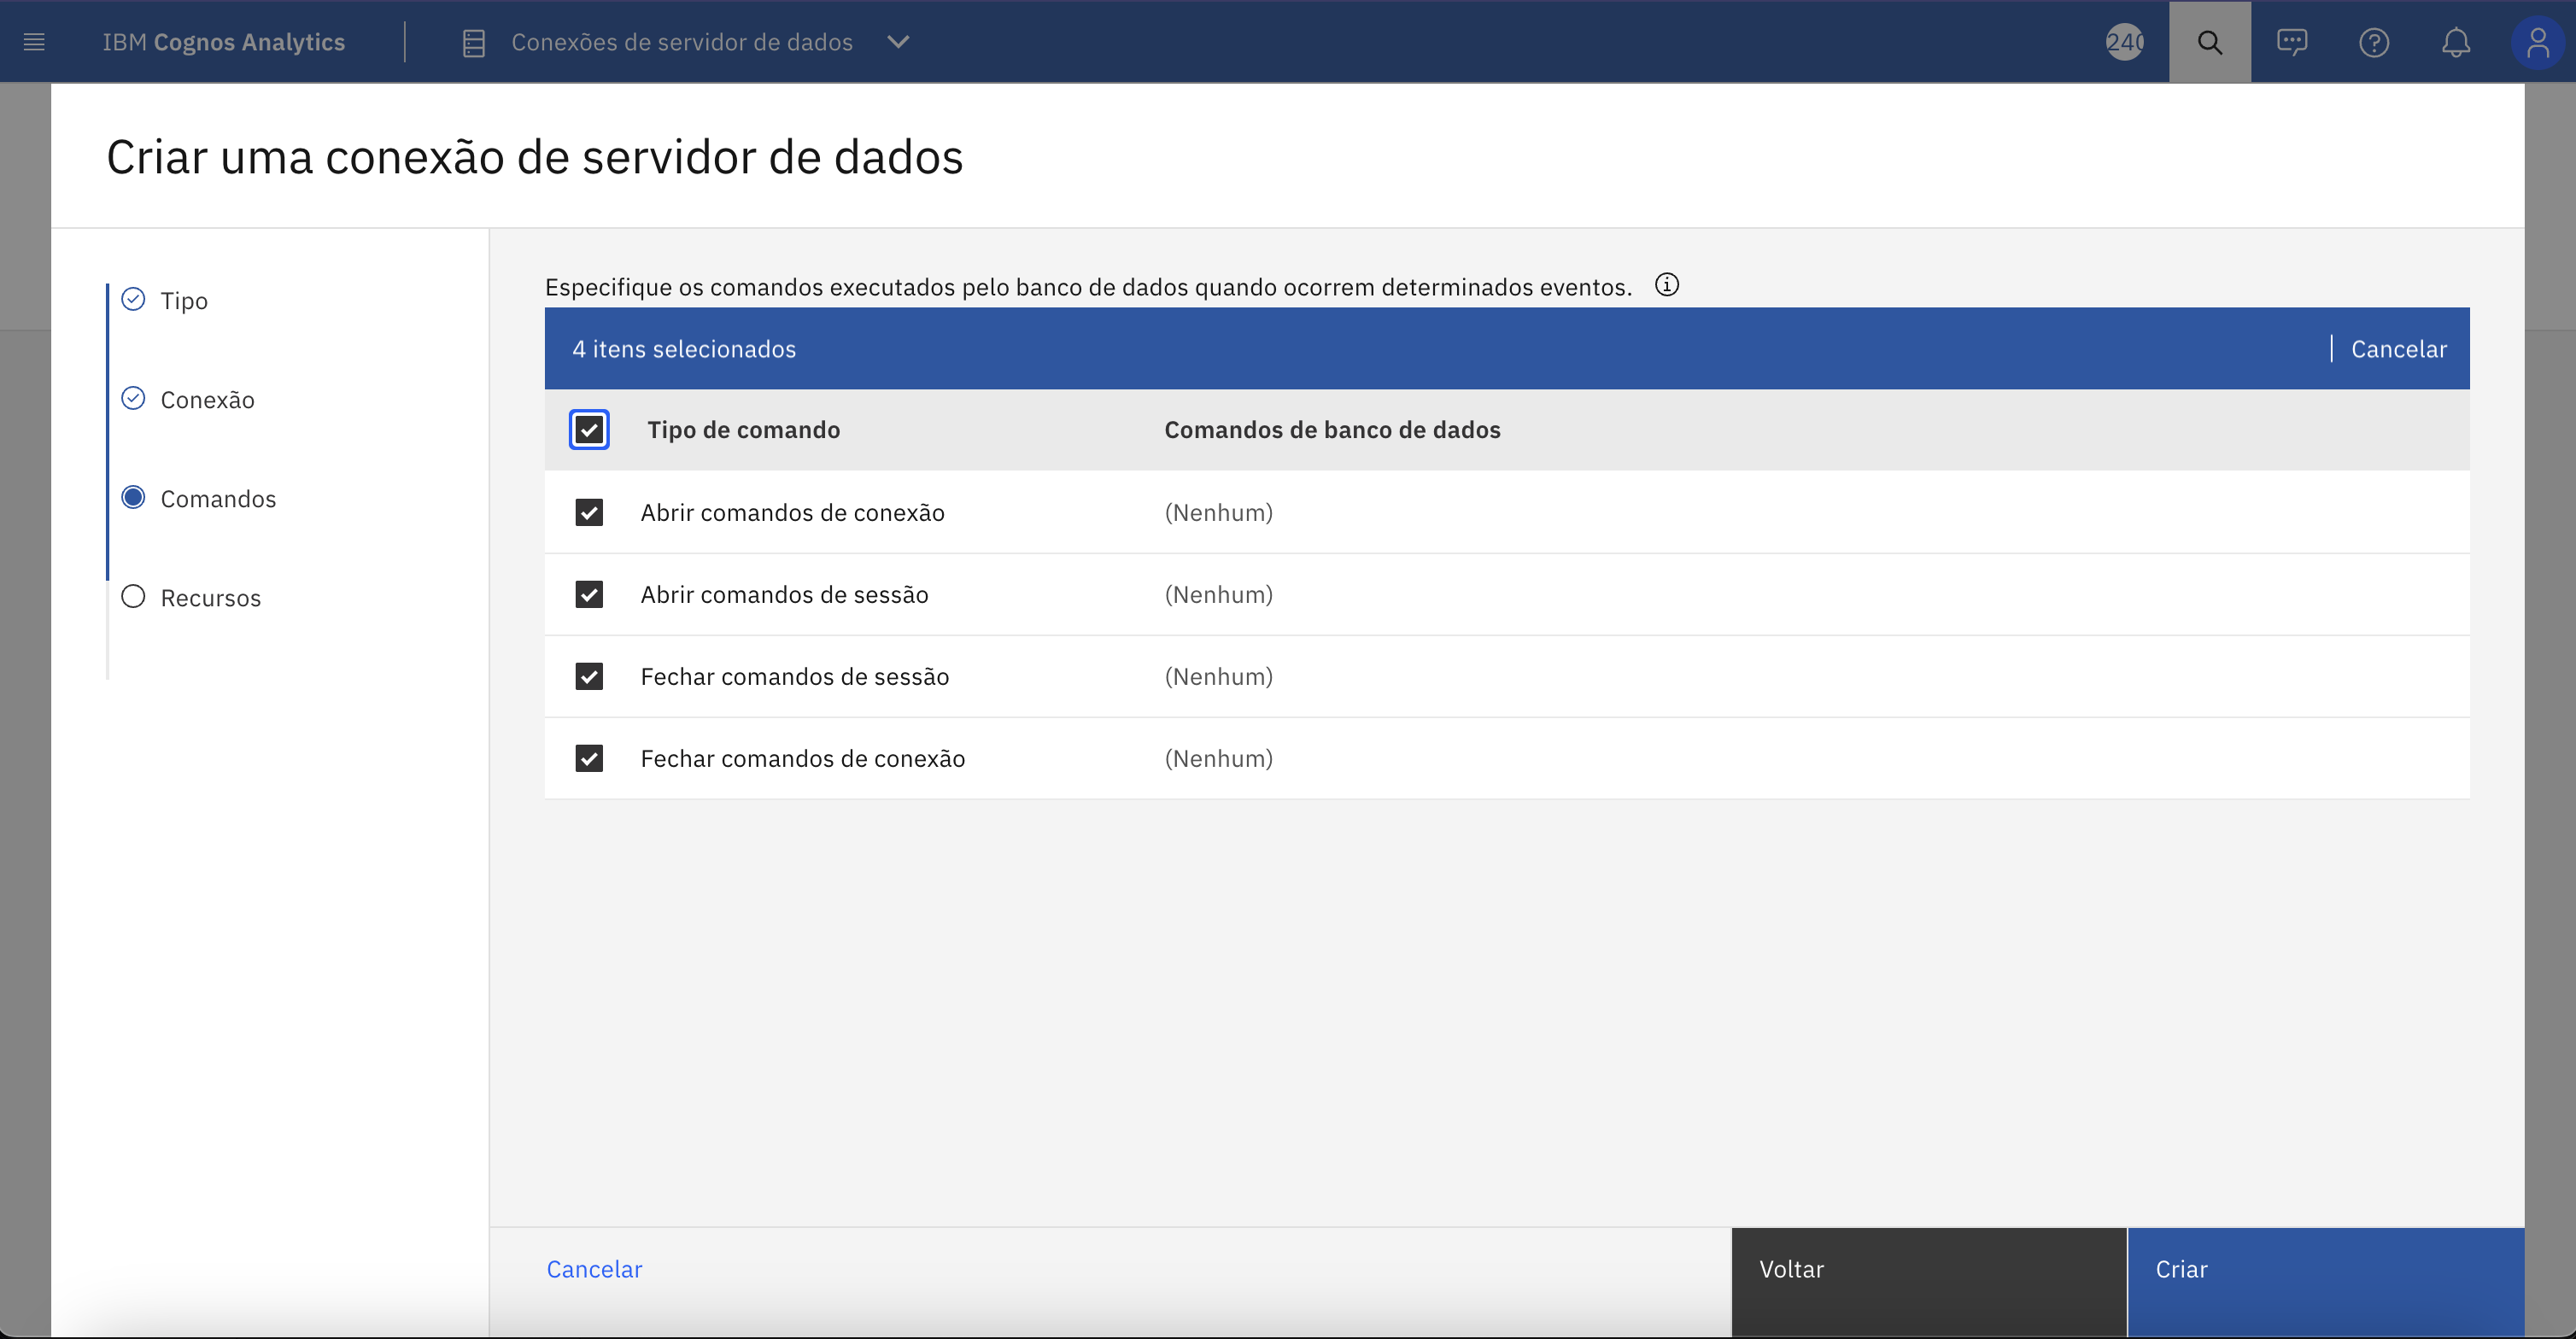 IBM Cognos Analytics
Conexões de servidor de dados
240
Criar uma conexão de servidor de dados
Tipo
Conexão
Comandos
Recursos
Especifique os comandos executados pelo banco de dados quando ocorrem determinados eventos.
4 itens selecionados
Cancelar
Tipo de comando
Comandos de banco de dados
Abrir comandos de conexão
(Nenhum)
Abrir comandos de sessão
(Nenhum)
Fechar comandos de sessão
(Nenhum)
Fechar comandos de conexão
(Nenhum)
Cancelar
Voltar
Criar